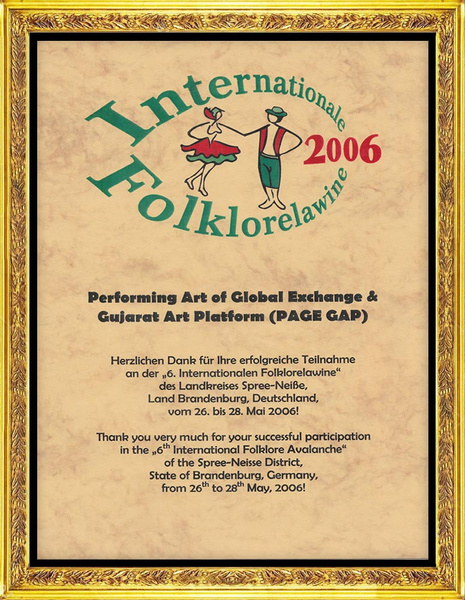 Internationale
Folklorelawine
2006
Performing Art of Global Exchange &
Gujarat Art Platform (PAGE GAP)
Herzlichen Dank für Ihre erfolgreiche Teilnahme
an der „6. Internationalen Folklorelawine“
des Landkreises Spree-Neiße,
Land Brandenburg, Deutschland,
vom 26. bis 28. Mai 2006!
Thank you very much for your successful participation
in the „6th International Folklore Avalanche“
of the Spree-Neisse District,
State of Brandenburg, Germany,
from 26th to 28th May, 2006!